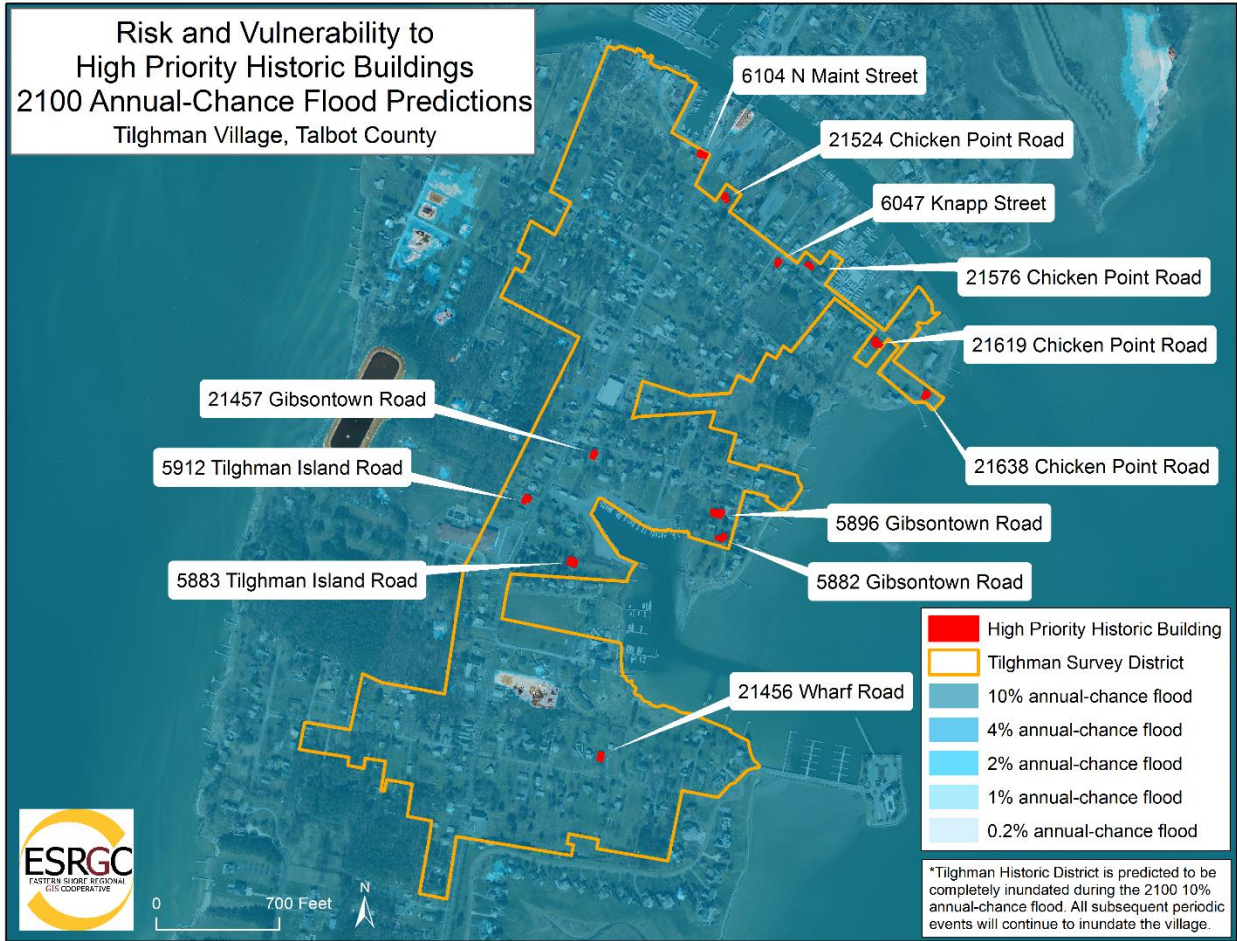 Risk and Vulnerability to
High Priority Historic Buildings
2100 Annual-Chance Flood Predictions
Tilghman Village, Talbot County
6104 N Maint Street
21524 Chicken Point Road
6047 Knapp Street
21576 Chicken Point Road
21619 Chicken Point Road
21457 Gibsontown Road
5912 Tilghman Island Road
21638 Chicken Point Road
5896 Gibsontown Road
5883 Tilghman Island Road
5882 Gibsontown Road
21456 Wharf Road
High Priority Historic Building
Tilghman Survey District
10% annual-chance flood
4% annual-chance flood
2% annual-chance flood
1% annual-chance flood
0.2% annual-chance flood
*Tilghman Historic District is predicted to be
completely inundated during the 2100 10%
annual-chance flood. All subsequent periodic
events will continue to inundate the village.
ESRGC
EASTERN SHORE REGIONAL
GIS COOPERATIVE
0 700 Feet
N